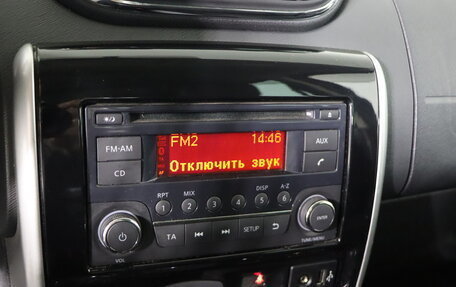 FM2 14:46
FM·AM AUX
Отключить звук
CD
RPT MIX DISP A-Z
1 2 3 4 5 6
ENTER
TA SETUP
VOL TUNE/MENU